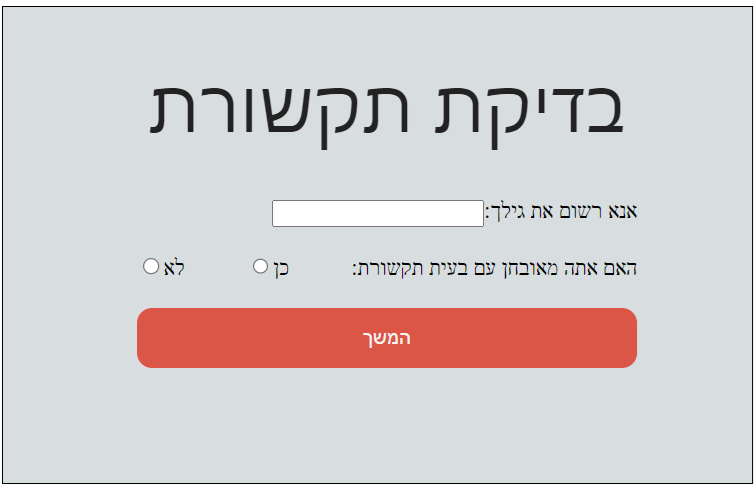 בדיקת תקשורת
אנא רשום את גילך:
האם אתה מאובחן עם בעית תקשורת: כן לא
המשך